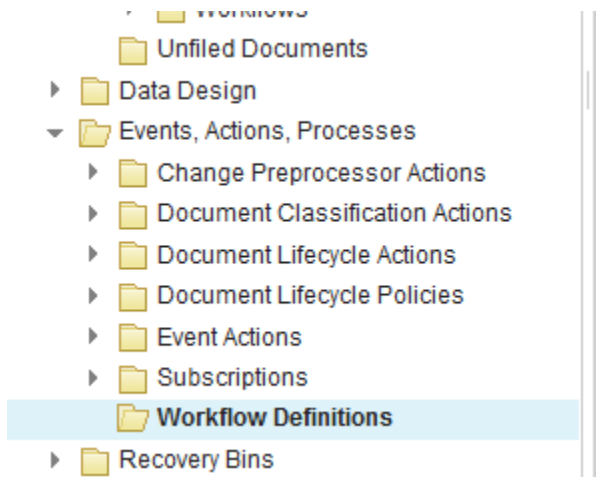 Workflows
Unfiled Documents
Data Design
Events, Actions, Processes
Change Preprocessor Actions
Document Classification Actions
Document Lifecycle Actions
Document Lifecycle Policies
Event Actions
Subscriptions
Workflow Definitions
Recovery Bins